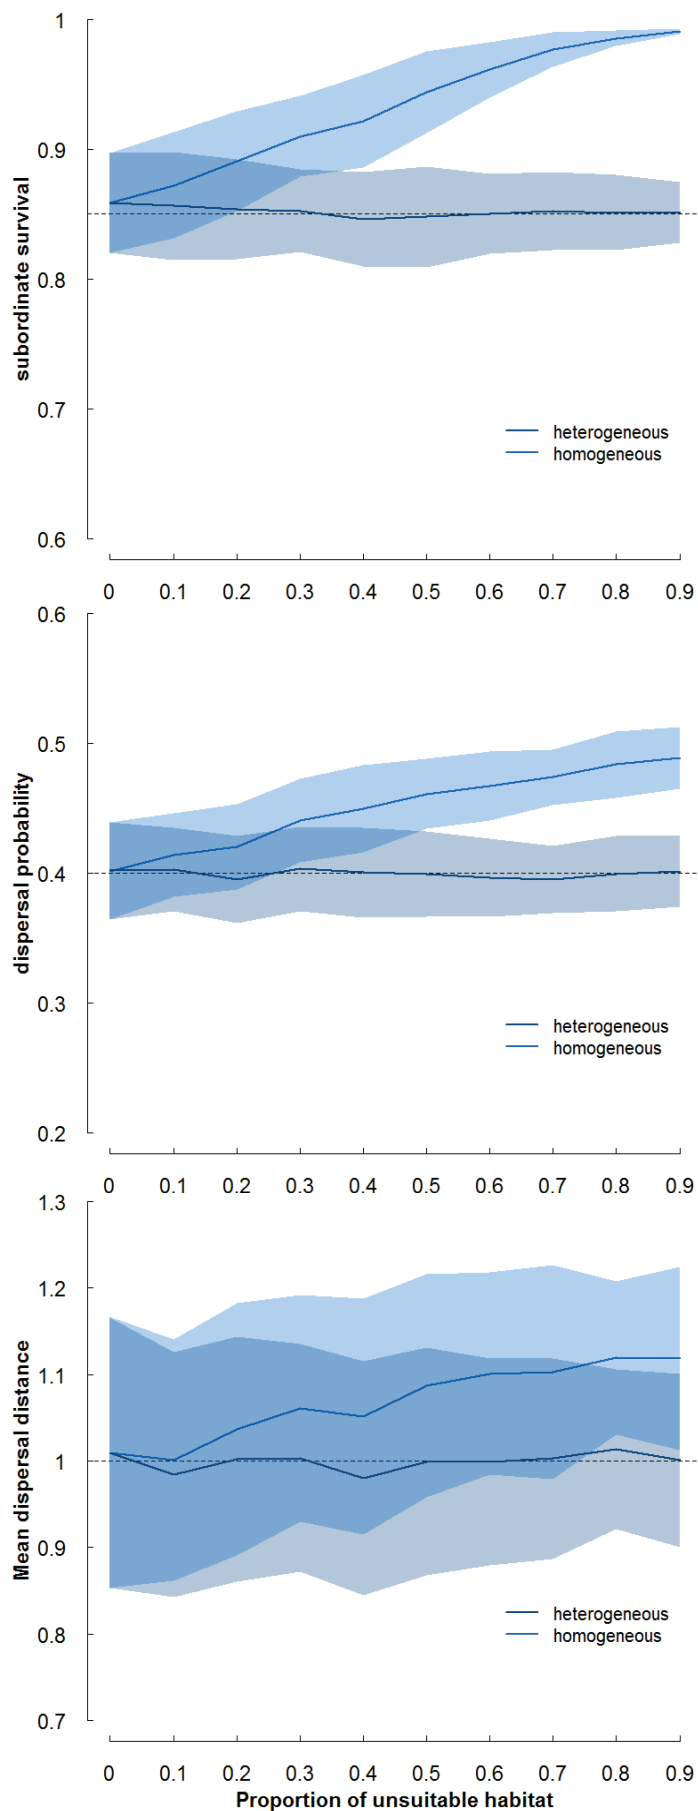 1
0.9
0.8
0.7
0.6
subordinate survival
heterogeneous
homogeneous
0 0.1 0.2 0.3 0.4 0.5 0.6 0.7 0.8 0.9
0.6
0.5
0.4
0.3
0.2
dispersal probability
heterogeneous
homogeneous
0 0.1 0.2 0.3 0.4 0.5 0.6 0.7 0.8 0.9
1.3
1.2
1.1
1
0.9
0.8
0.7
Mean dispersal distance
heterogeneous
homogeneous
0 0.1 0.2 0.3 0.4 0.5 0.6 0.7 0.8 0.9
Proportion of unsuitable habitat